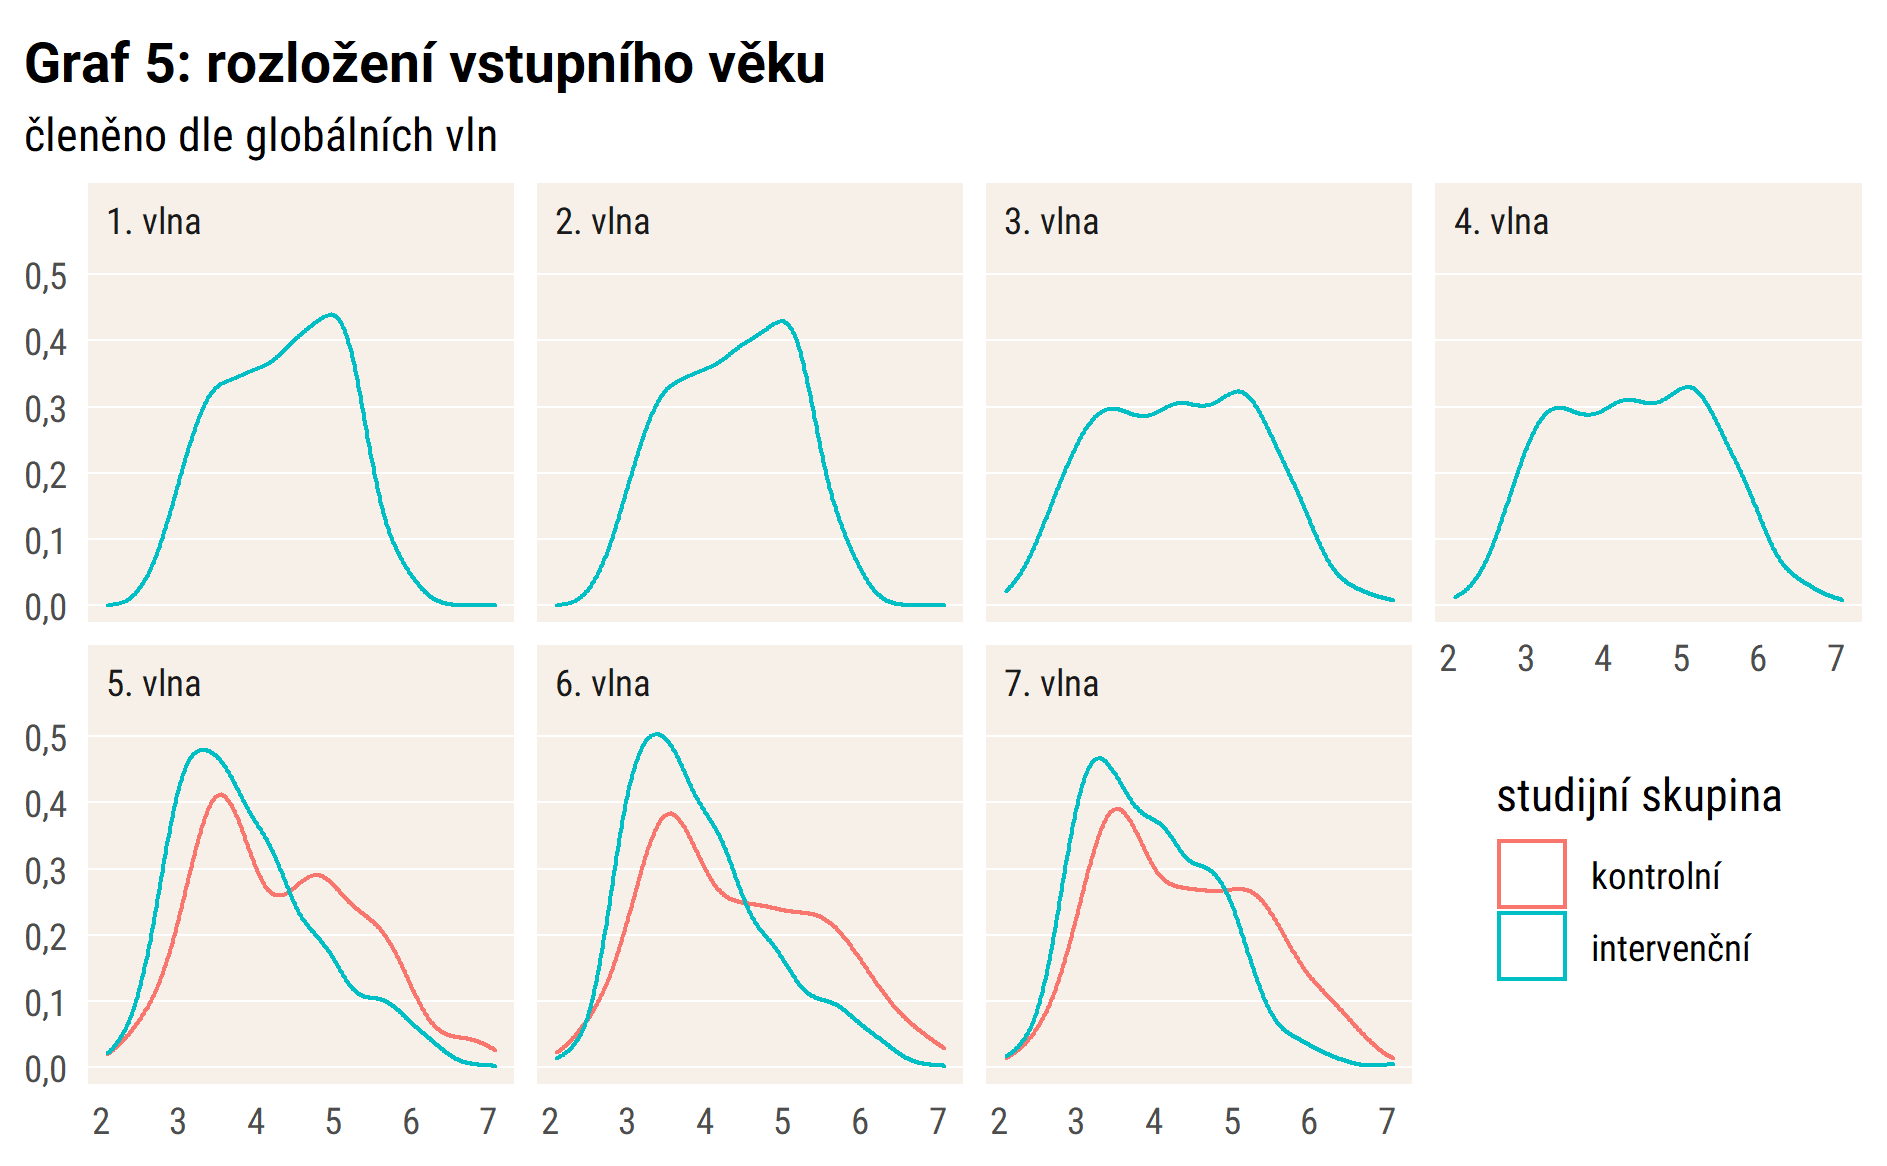 Graf 5: rozložení vstupního věku
členěno dle globálních vln
1. vlna
2. vlna
3. vlna
4. vlna
0,5
0,4
0,3
0,2
0,1
0,0
2 3 4 5 6 7
5. vlna
6. vlna
7. vlna
0,5
0,4
0,3
0,2
0,1
0,0
2 3 4 5 6 7
2 3 4 5 6 7
2 3 4 5 6 7
studijní skupina
kontrolní
intervenční